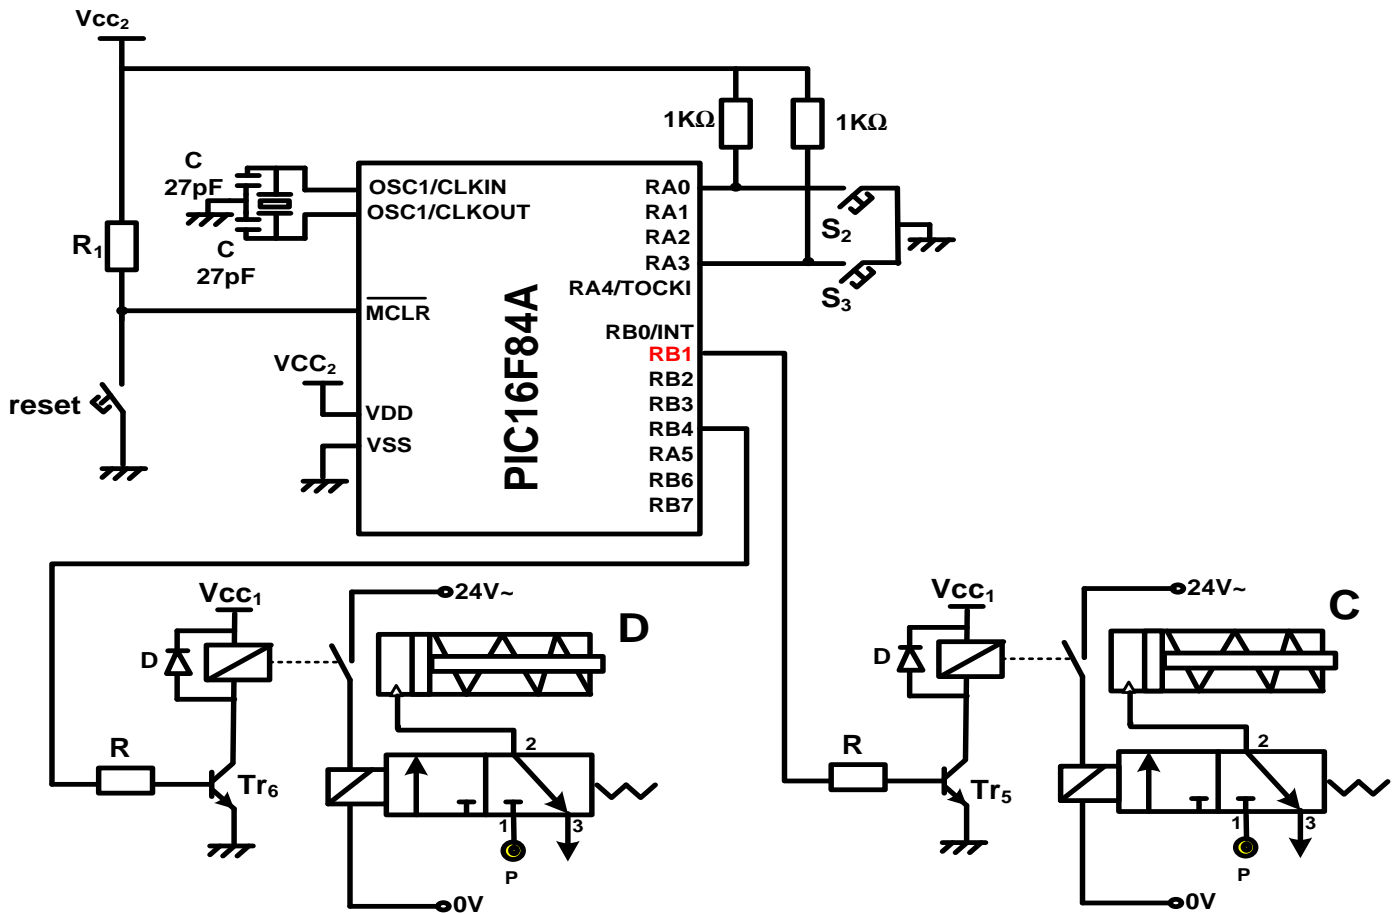 Vcc₂
1KΩ
1KΩ
C
27pF
OSC1/CLKIN
OSC1/CLKOUT
C
27pF
R₁
MCLR
VCC₂
VDD
VSS
reset
PIC16F84A
RA0
RA1
RA2
RA3
RA4/TOCKI
RB0/INT
RB1
RB2
RB3
RB4
RA5
RB6
RB7
S₂
S₃
Vcc₁
24V~
D
D
R
Tr₆
2
1
3
P
0V
Vcc₁
24V~
C
D
R
Tr₅
2
1
3
P
0V